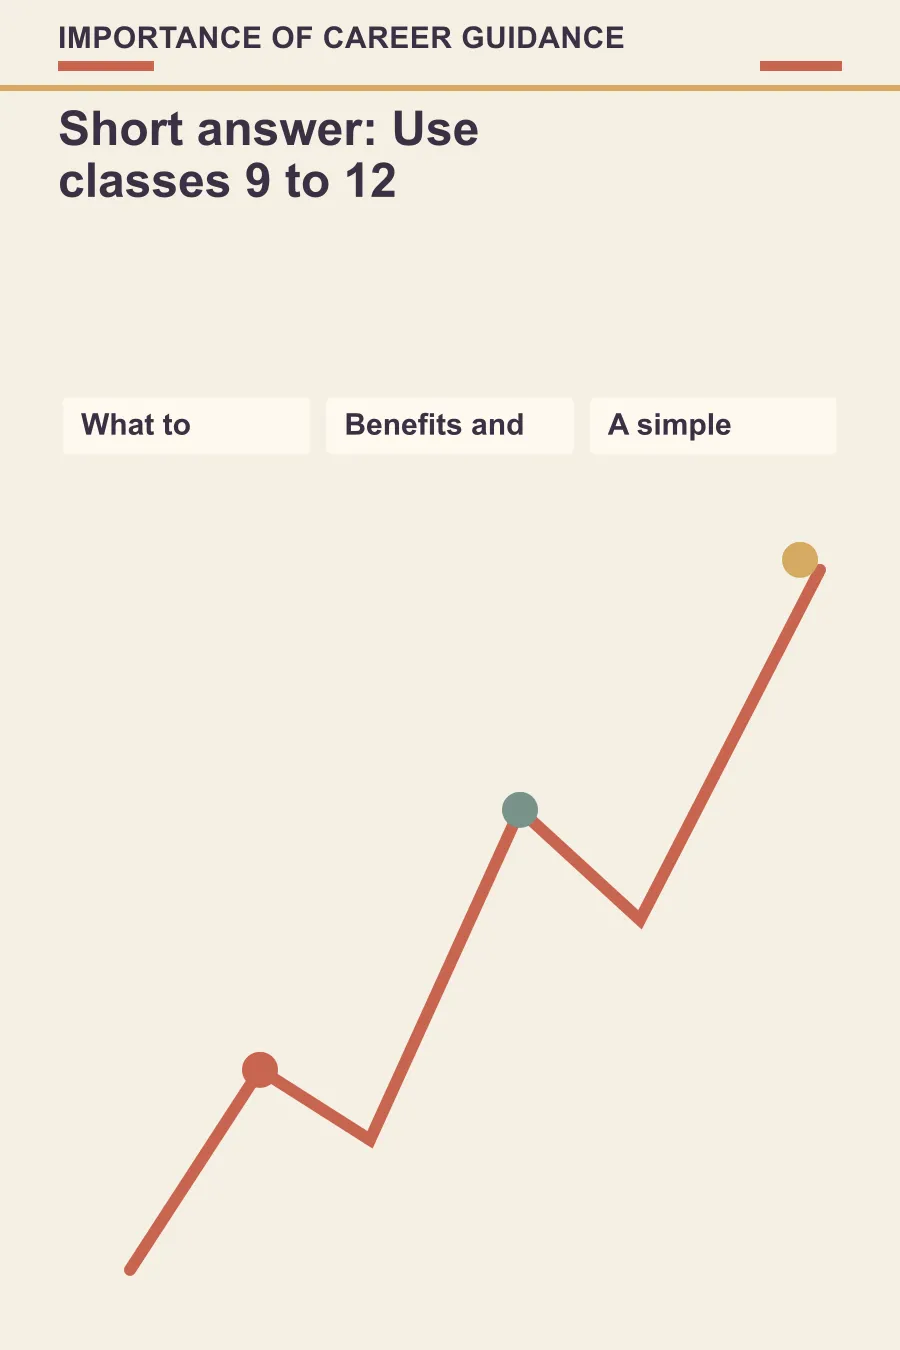 IMPORTANCE OF CAREER GUIDANCE
Short answer: Use
classes 9 to 12
What to
Benefits and
A simple